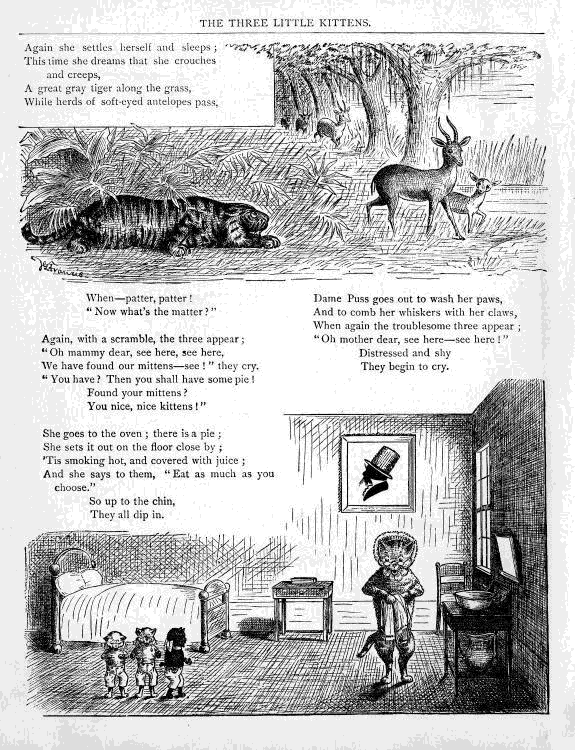 THE THREE LITTLE KITTENS.
Again she settles herself and sleeps;
This time she dreams that she crouches
and creeps,
A great gray tiger along the grass,
While herds of soft-eyed antelopes pass,
When—patter, patter!
"Now what's the matter?"
Again, with a scramble, the three appear;
"Oh mammy dear, see here, see here,
We have found our mittens—see!" they cry.
"You have? Then you shall have some pie!
Found your mittens?
You nice, nice kittens!"
She goes to the oven; there is a pie;
She sets it out on the floor close by;
'Tis smoking hot, and covered with juice;
And she says to them, "Eat as much as you
choose."
So up to the chin,
They all dip in.
Dame Puss goes out to wash her paws,
And to comb her whiskers with her claws,
When again the troublesome three appear;
"Oh mother dear, see here—see here!"
Distressed and shy
They begin to cry.